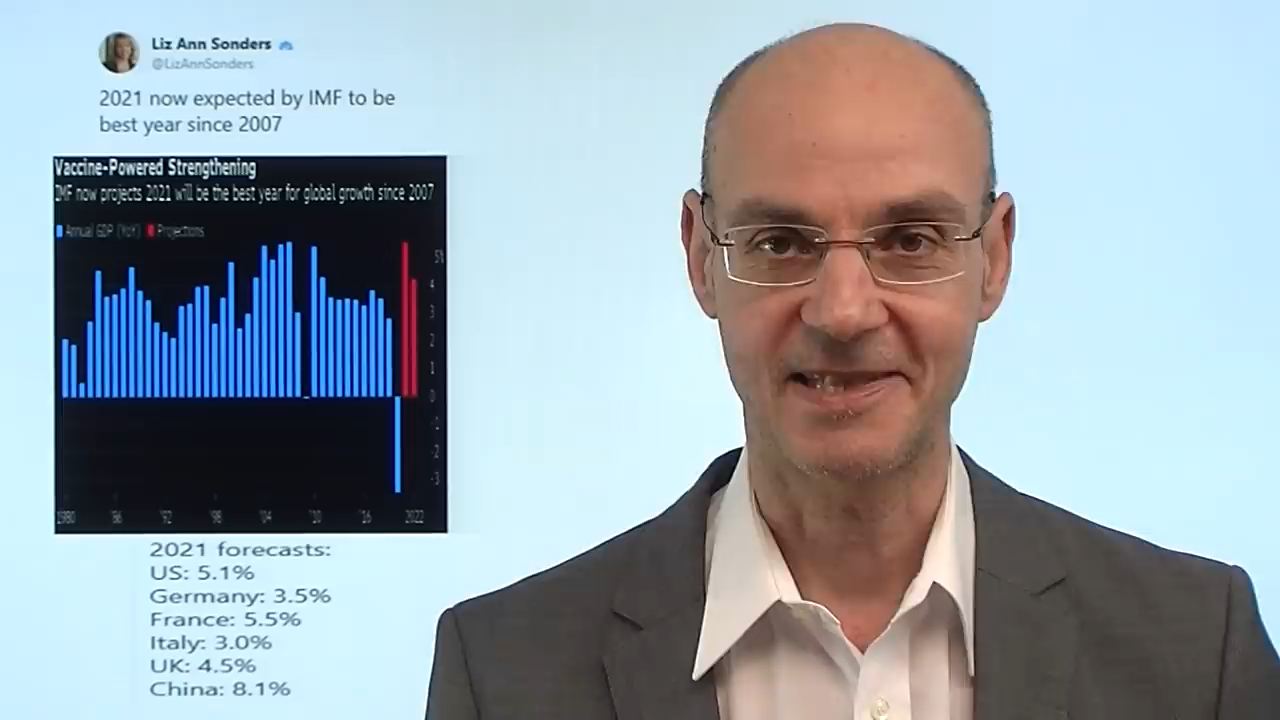 Liz Ann Sonders
@LizAnnSonders
2021 now expected by IMF to be
best year since 2007
Vaccine-Powered Strengthening
IMF now projects 2021 will be the best year for global growth since 2007
Annual GDP (YoY) Projections
5%
4
3
2
1
0
-1
-2
-3
1980 '86 '92 '98 '04 '10 '16 2022
2021 forecasts:
US: 5.1%
Germany: 3.5%
France: 5.5%
Italy: 3.0%
UK: 4.5%
China: 8.1%